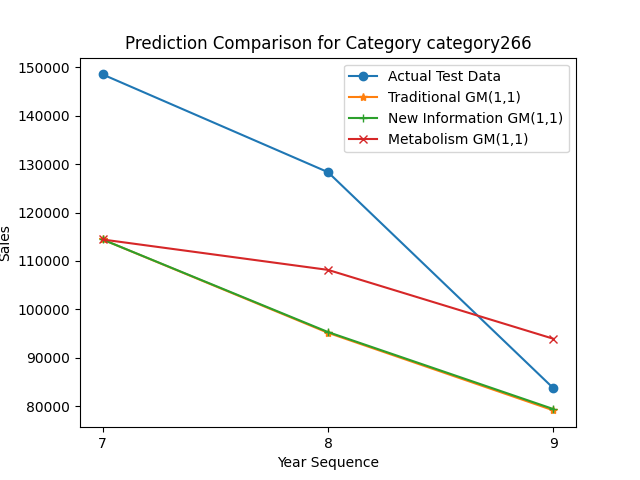 Prediction Comparison for Category category266
Actual Test Data
Traditional GM(1,1)
New Information GM(1,1)
Metabolism GM(1,1)
150000
140000
130000
120000
110000
100000
90000
80000
Sales
7 8 9
Year Sequence